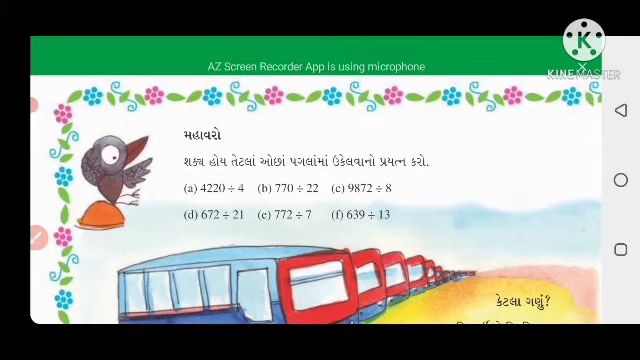 AZ Screen Recorder App is using microphone
K
KINEMASTER
મહાવરો
શક્ય હોય તેટલાં ઓછાં પગલાંમાં ઉકેલવાનો પ્રયત્ન કરો.
(a) 4220 ÷ 4 (b) 770 ÷ 22 (c) 9872 ÷ 8
(d) 672 ÷ 21 (e) 772 ÷ 7 (f) 639 ÷ 13
કેટલા ગણું?